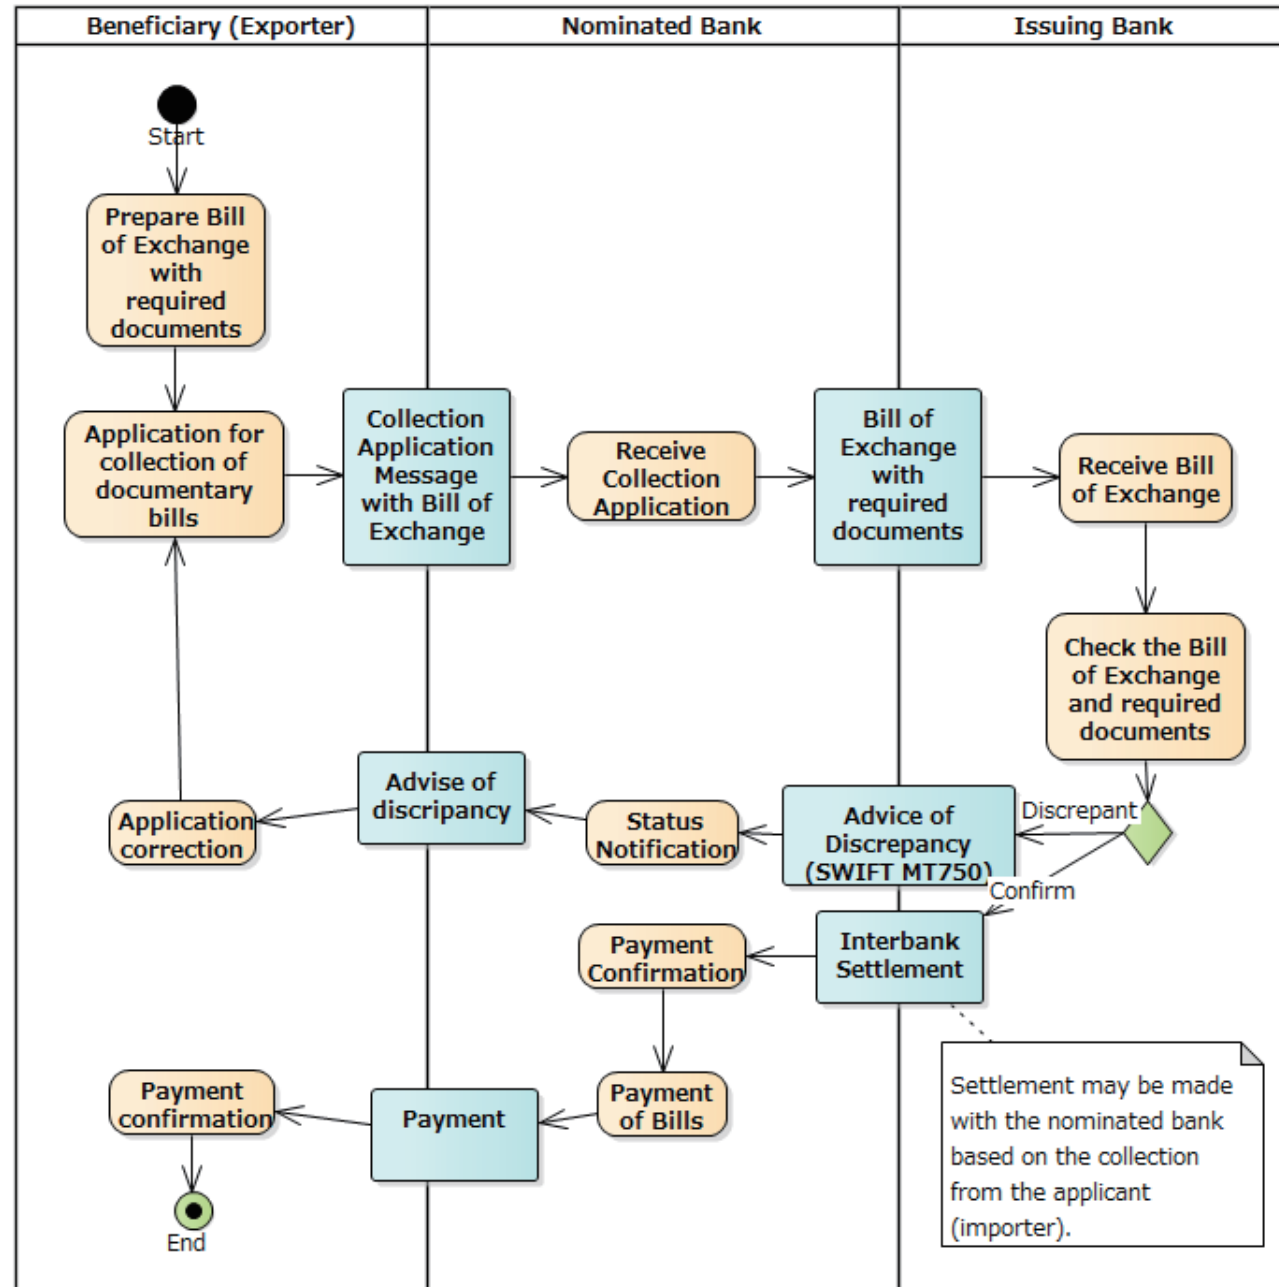 Beneficiary (Exporter)
Nominated Bank
Issuing Bank
Start
Prepare Bill
of Exchange
with
required
documents
Application for
collection of
documentary
bills
Collection
Application
Message
with Bill of
Exchange
Receive
Collection
Application
Bill of
Exchange
with
required
documents
Receive Bill
of Exchange
Check the Bill
of Exchange
and required
documents
Discrepant
Confirm
Advice of
Discrepancy
(SWIFT MT750)
Status
Notification
Advise of
discripancy
Application
correction
Interbank
Settlement
Payment
Confirmation
Payment
of Bills
Payment
Payment
confirmation
End
Settlement may be made
with the nominated bank
based on the collection
from the applicant
(importer).